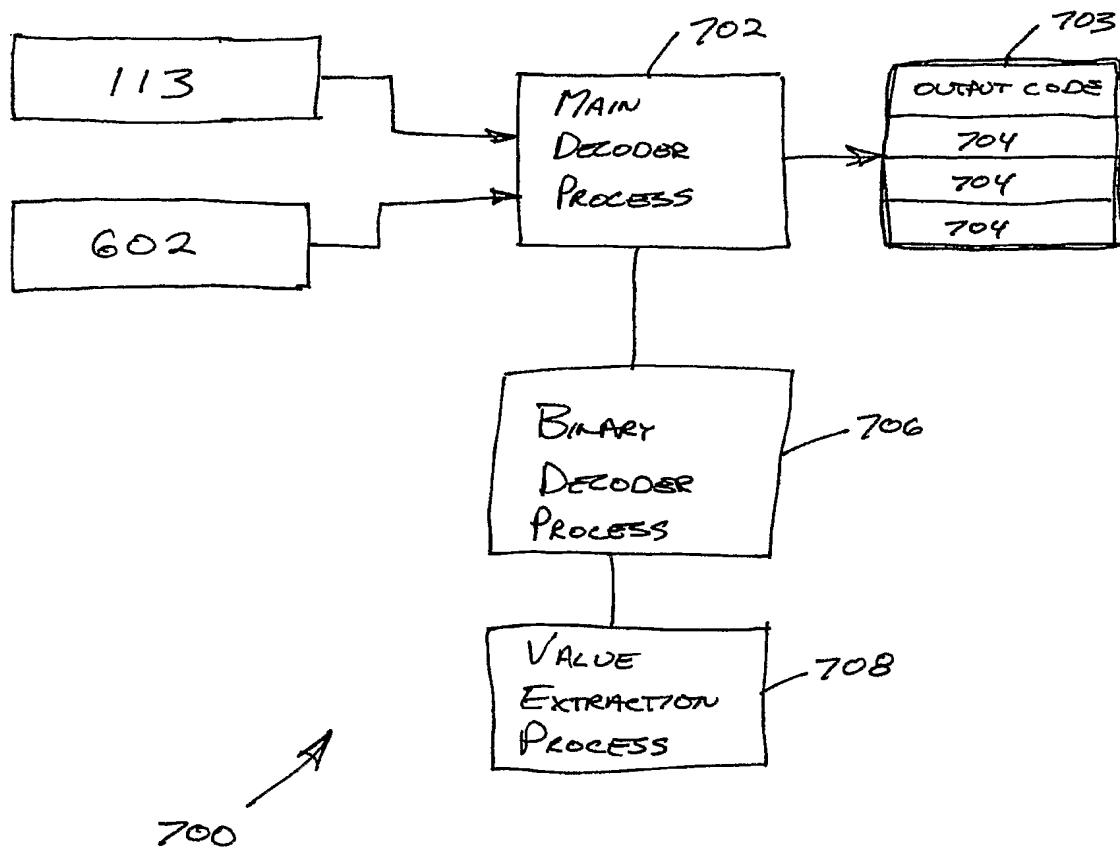 702
703
113
MAIN
DECODER
PROCESS
OUTPUT CODE
704
704
704
602
BINARY
DECODER
PROCESS
706
VALUE
EXTRACTION
PROCESS
708
700